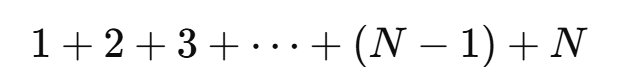 1 + 2 + 3 + ··· + (N − 1) + N